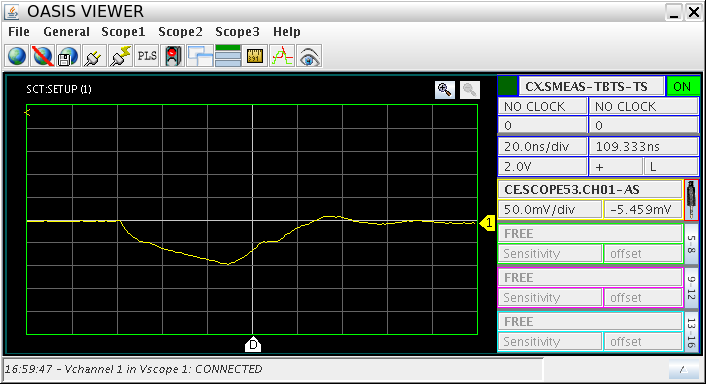 OASIS VIEWER
File General Scope1 Scope2 Scope3 Help
PLS
SCT:SETUP (1)
CX.SMEAS-TBTS-TS ON
NO CLOCK NO CLOCK
0 0
20.0ns/div 109.333ns
2.0V + L
CE.SCOPE53.CH01-AS
50.0mV/div -5.459mV
1
FREE
Sensitivity offset
5-8
FREE
Sensitivity offset
9-12
FREE
Sensitivity offset
13-16
D
16:59:47 - Vchannel 1 in Vscope 1: CONNECTED